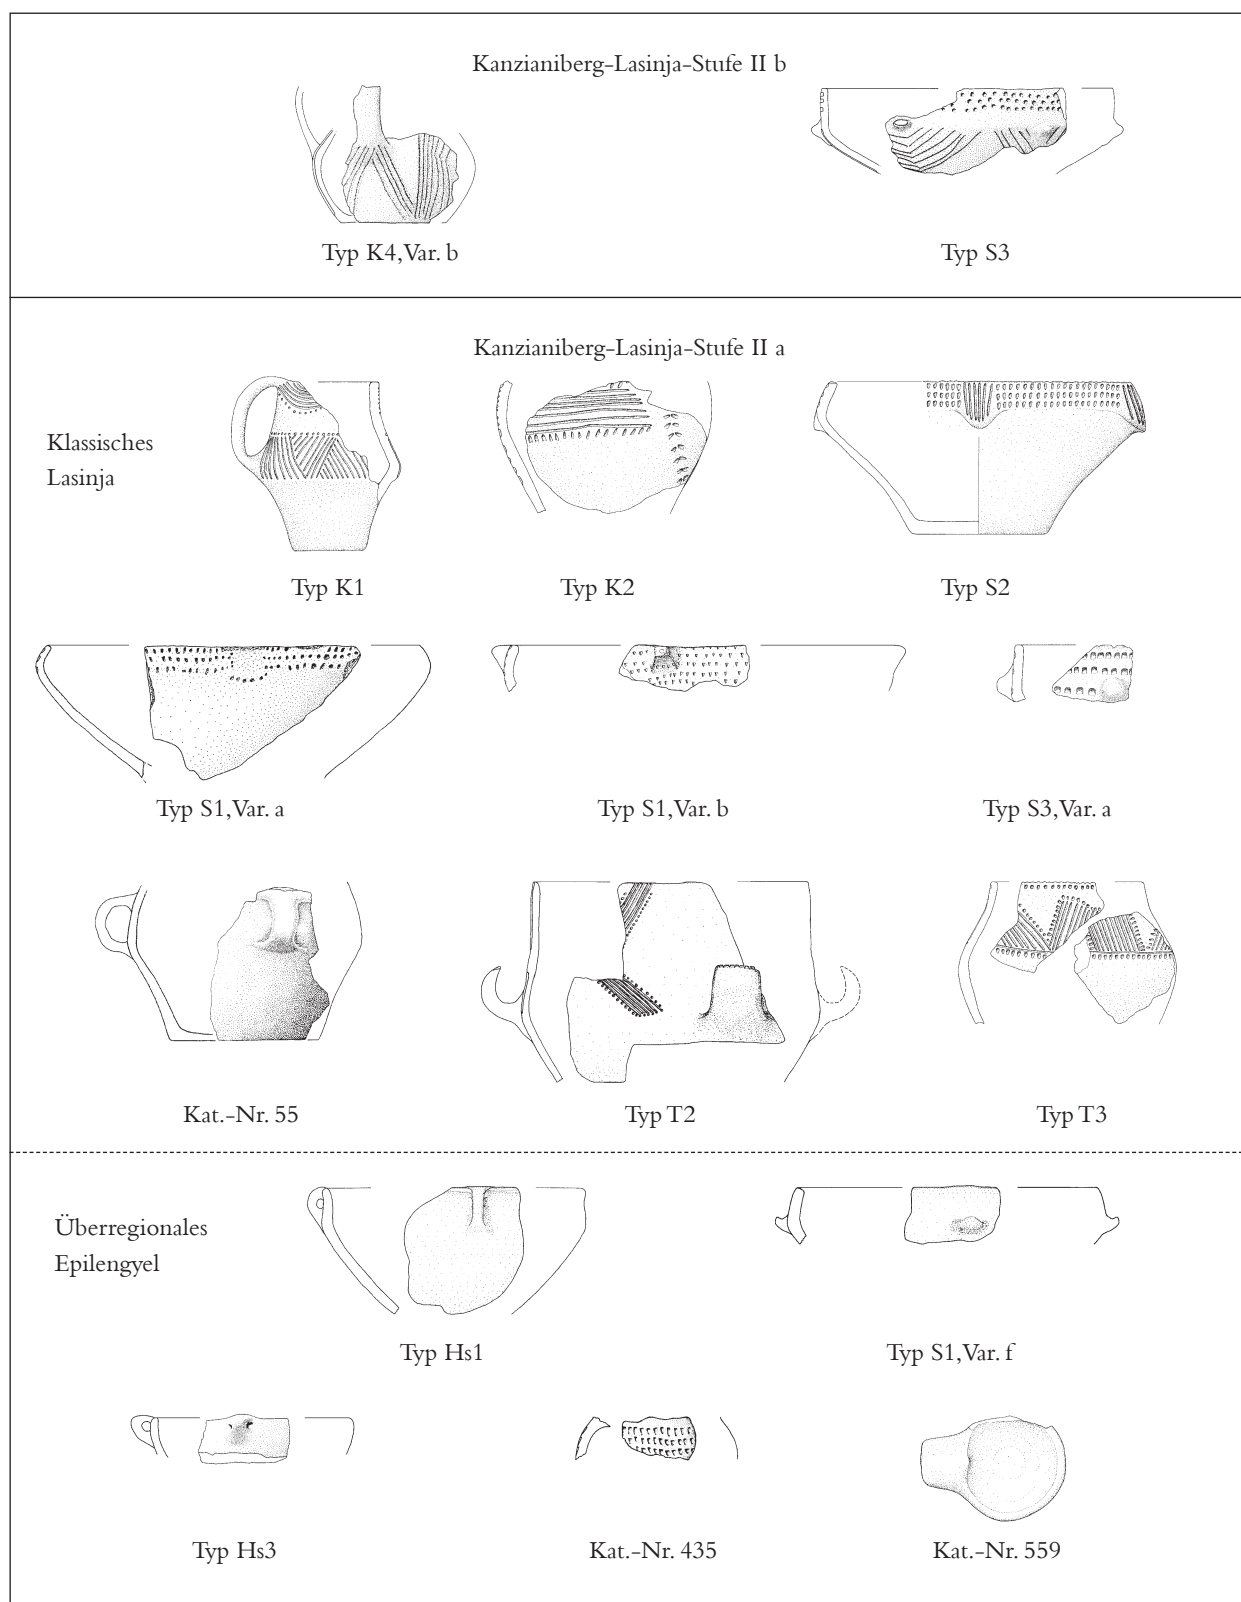 Kanzianiberg-Lasinja-Stufe II b
Typ K4, Var. b
Typ S3
Kanzianiberg-Lasinja-Stufe II a
Klassisches
Lasinja
Typ K1
Typ K2
Typ S2
Typ S1, Var. a
Typ S1, Var. b
Typ S3, Var. a
Kat.-Nr. 55
Typ T2
Typ T3
Überregionales
Epilengyel
Typ Hs1
Typ S1, Var. f
Typ Hs3
Kat.-Nr. 435
Kat.-Nr. 559